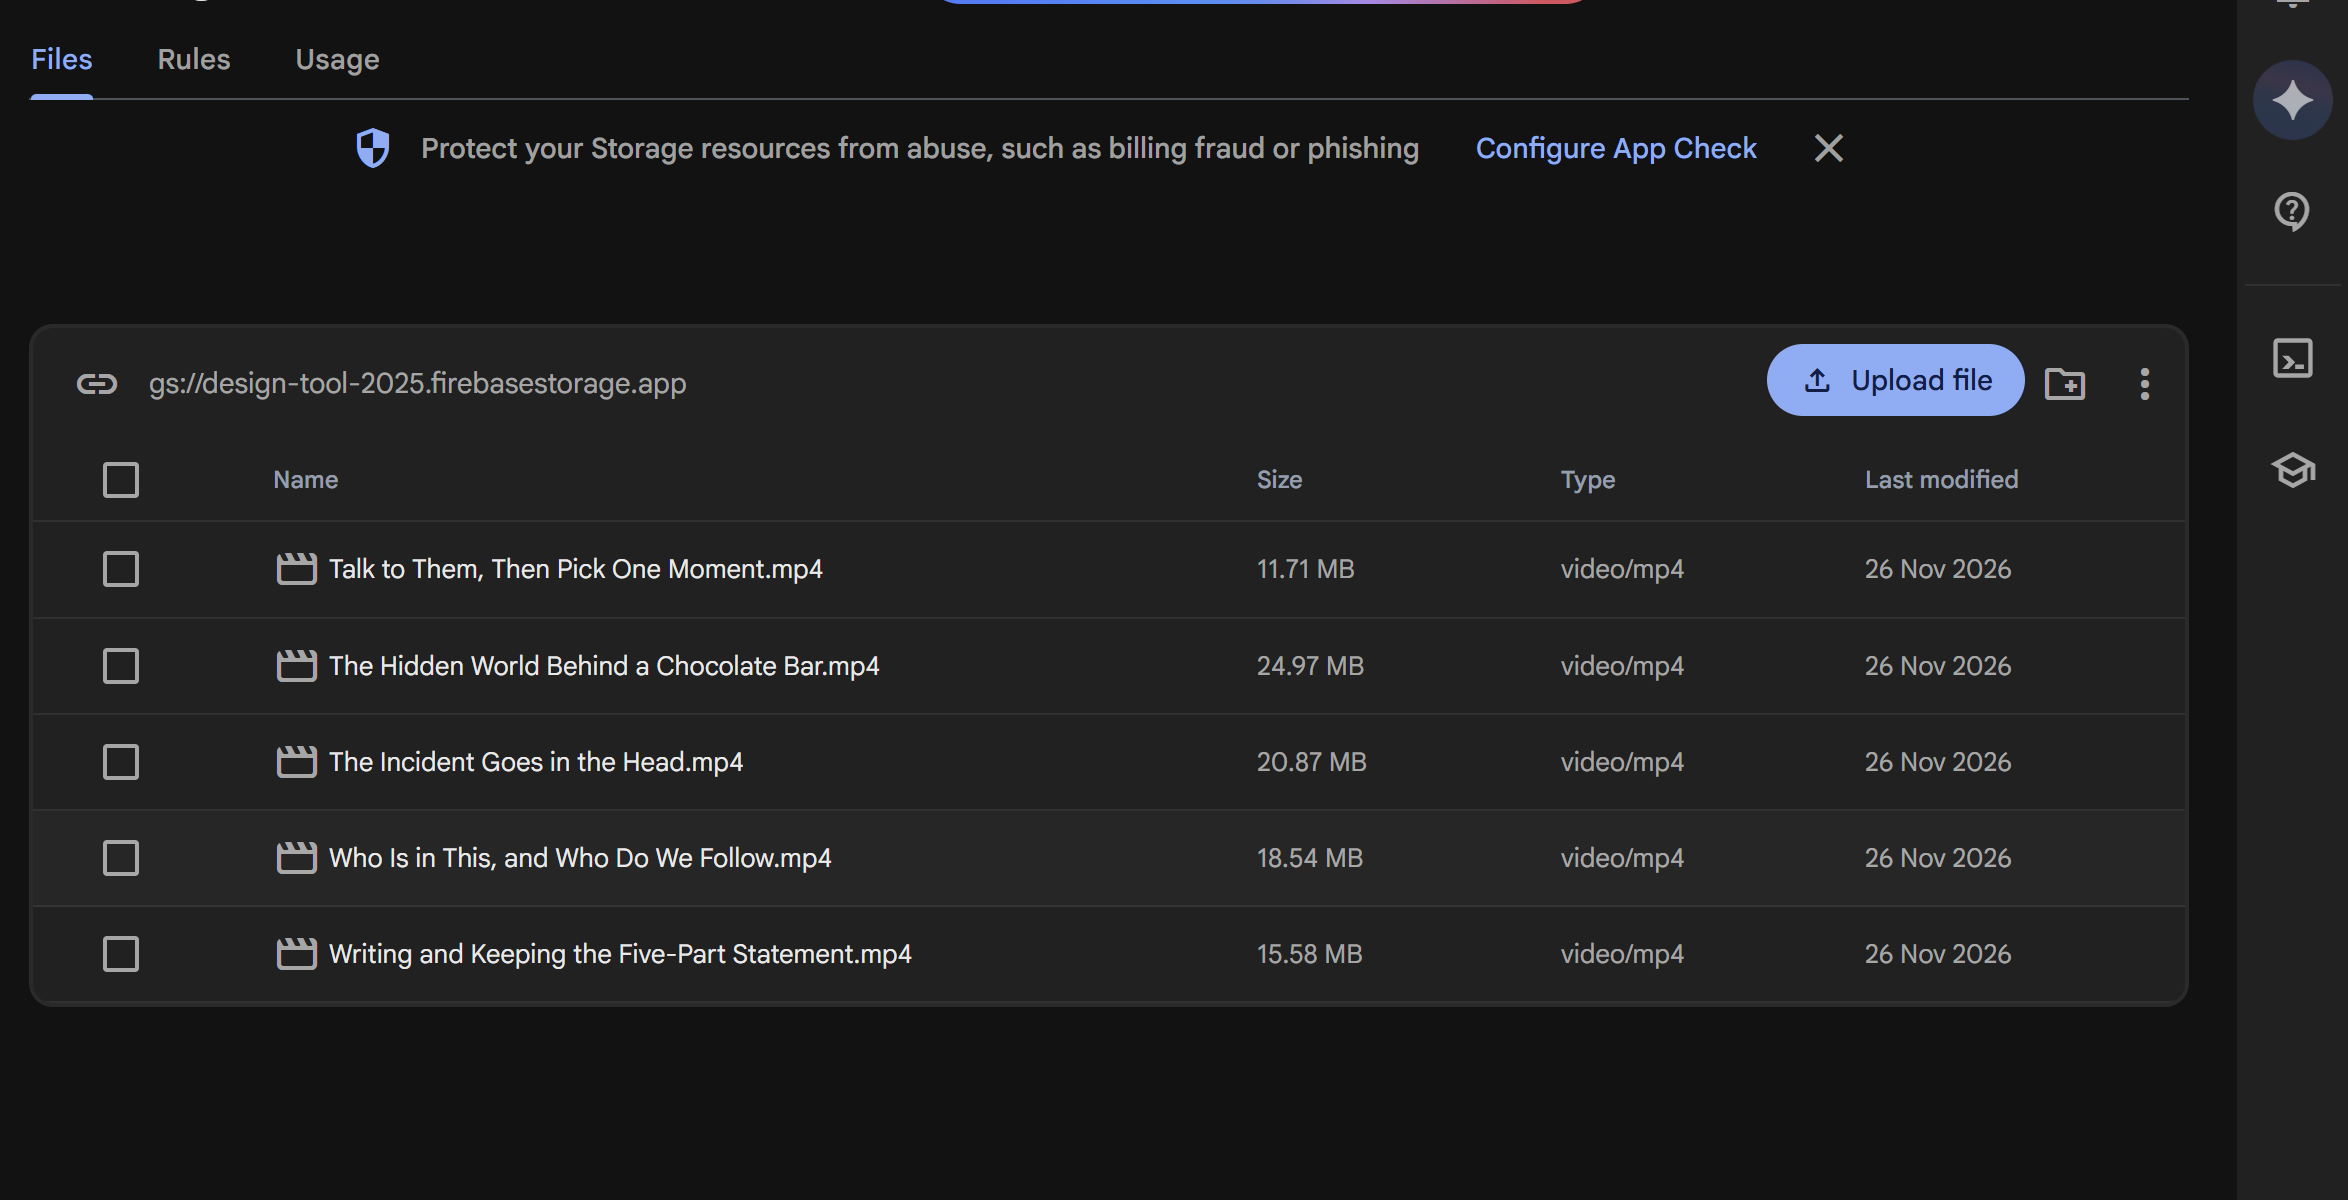 Files Rules Usage
Protect your Storage resources from abuse, such as billing fraud or phishing Configure App Check
gs://design-tool-2025.firebasestorage.app Upload file
Name Size Type Last modified
Talk to Them, Then Pick One Moment.mp4 11.71 MB video/mp4 26 Nov 2026
The Hidden World Behind a Chocolate Bar.mp4 24.97 MB video/mp4 26 Nov 2026
The Incident Goes in the Head.mp4 20.87 MB video/mp4 26 Nov 2026
Who Is in This, and Who Do We Follow.mp4 18.54 MB video/mp4 26 Nov 2026
Writing and Keeping the Five-Part Statement.mp4 15.58 MB video/mp4 26 Nov 2026